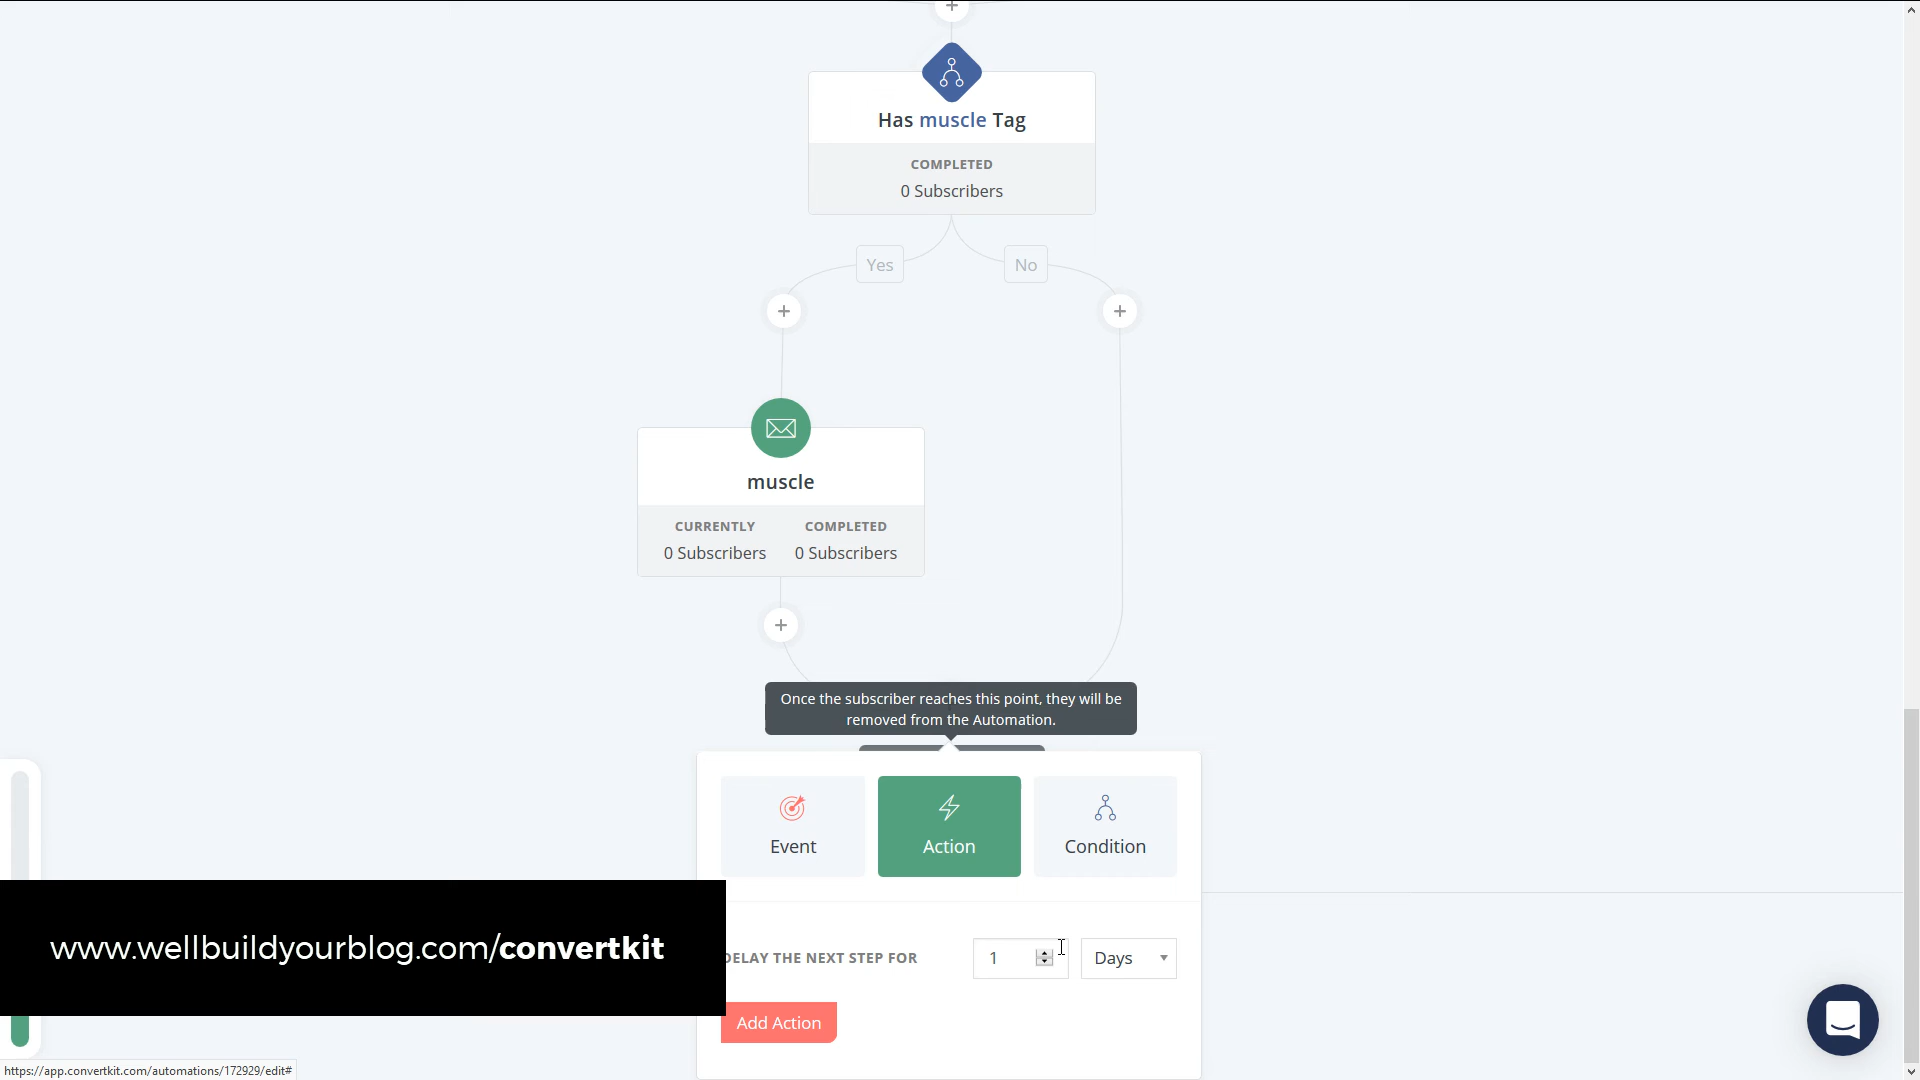 Has muscle Tag
COMPLETED
0 Subscribers
Yes
No
muscle
CURRENTLY COMPLETED
0 Subscribers 0 Subscribers
Once the subscriber reaches this point, they will be
removed from the Automation.
Event
Action
Condition
www.wellbuildyourblog.com/convertkit
DELAY THE NEXT STEP FOR
1
Days
Add Action
https://app.convertkit.com/automations/172929/edit#